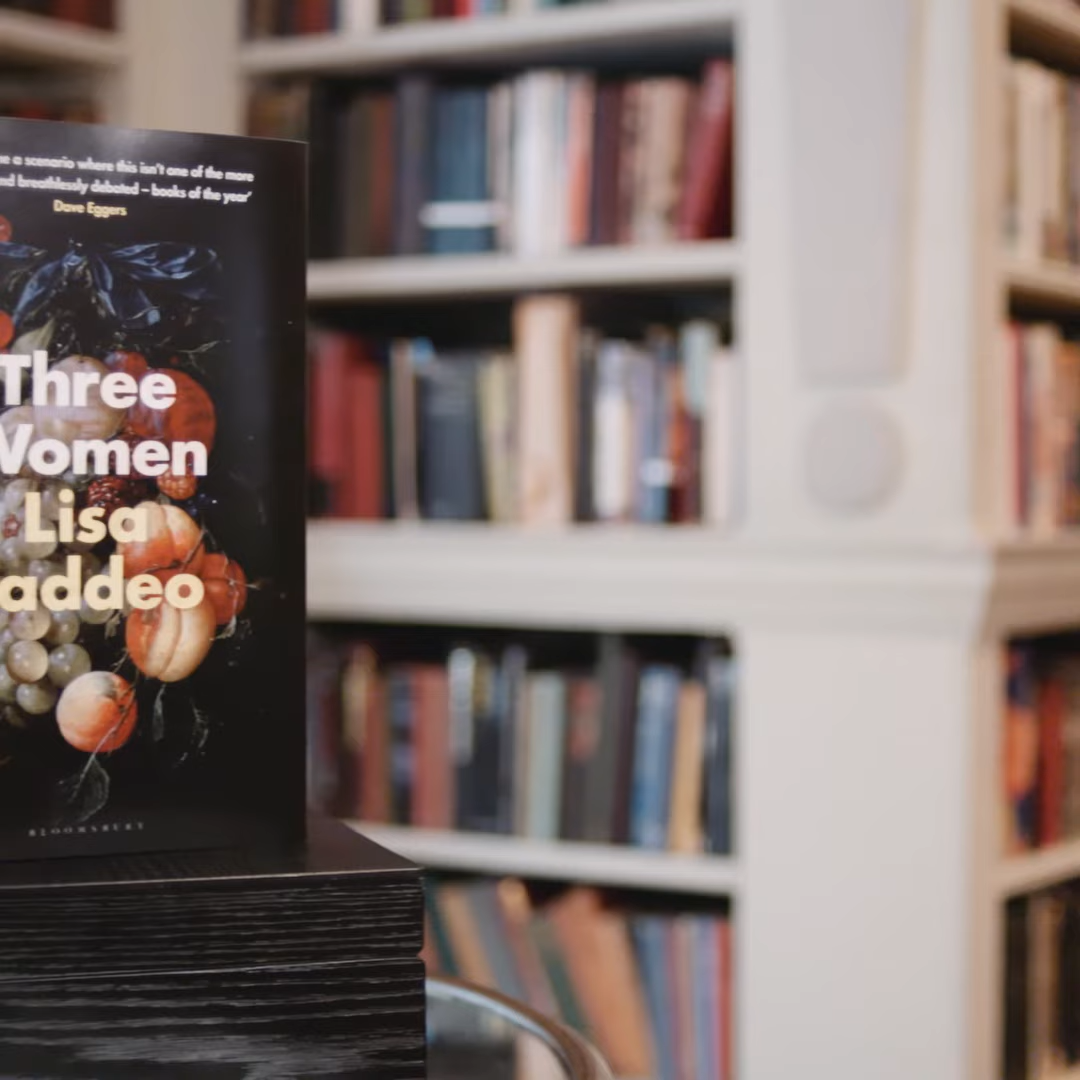 e a scenario where this isn't one of the more
nd breathlessly debated – books of the year'
Dave Eggers
Three
Women
Lisa
addeo
BLOOMSBURY